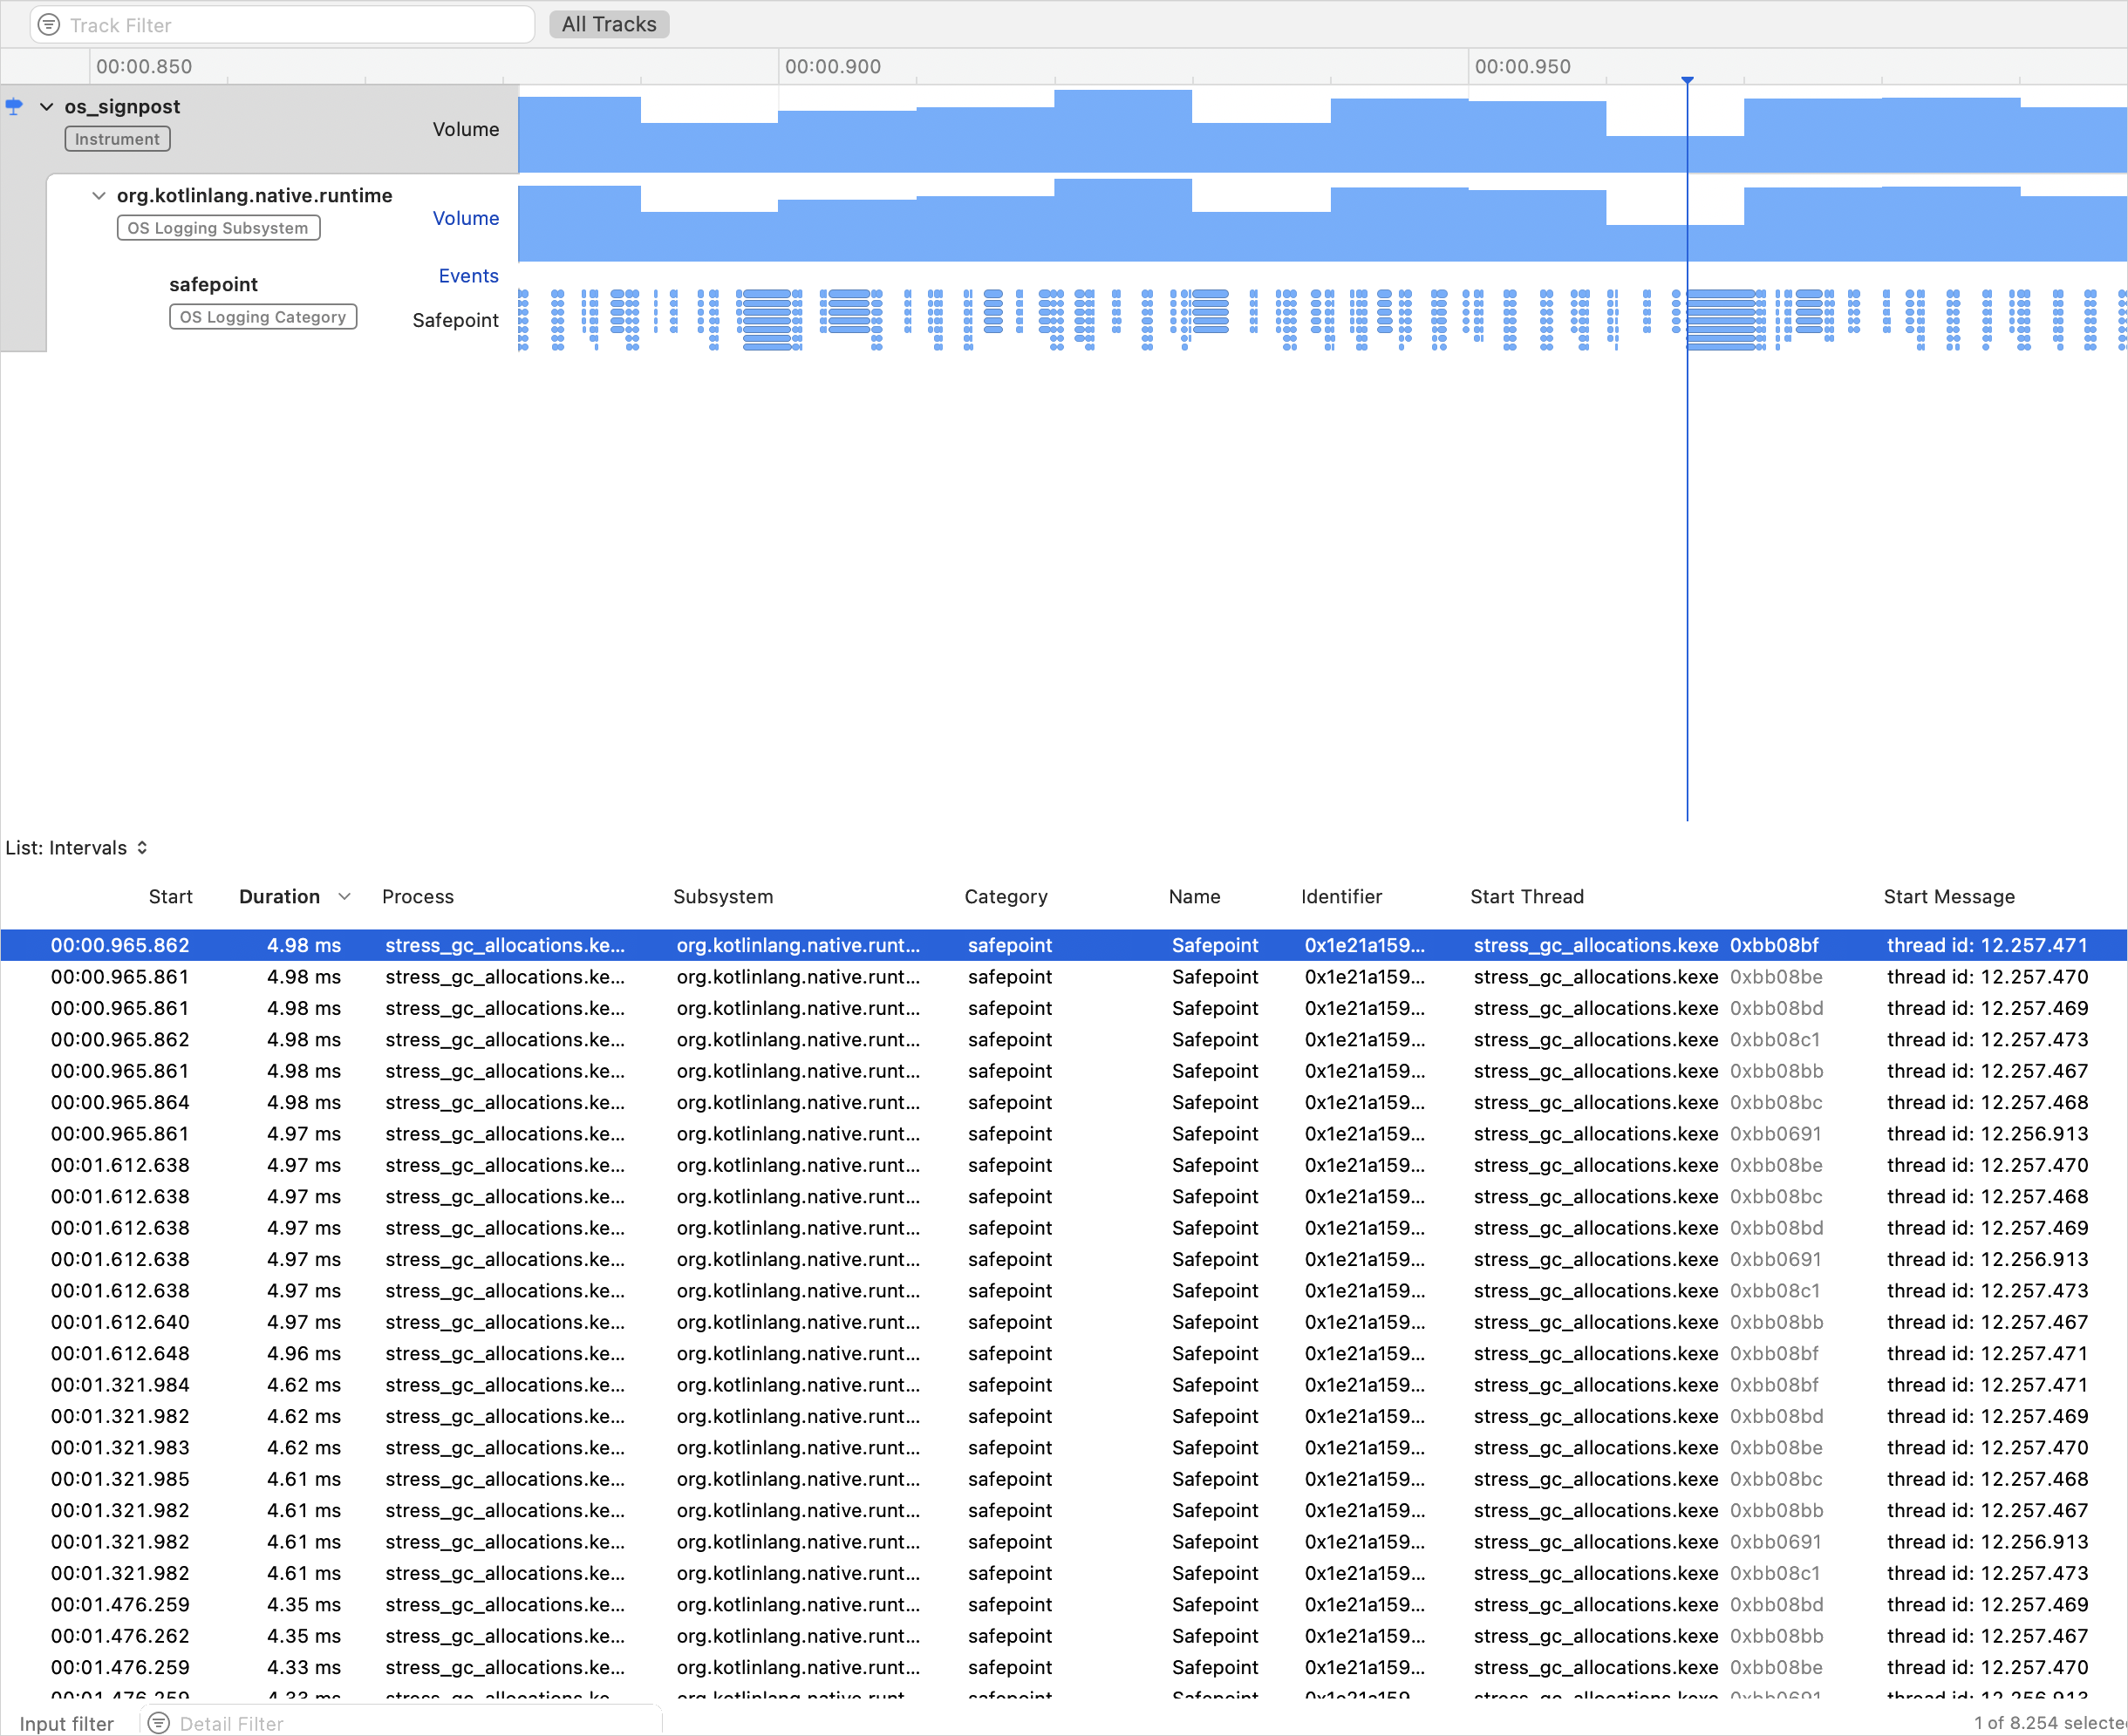 Track Filter All Tracks
00:00.850 00:00.900 00:00.950
os_signpost
Instrument
Volume
org.kotlinlang.native.runtime
OS Logging Subsystem
Volume
Events
safepoint
OS Logging Category
Safepoint
List: Intervals
Start Duration Process Subsystem Category Name Identifier Start Thread Start Message
00:00.965.862 4.98 ms stress_gc_allocations.ke... org.kotlinlang.native.runt... safepoint Safepoint 0x1e21a159... stress_gc_allocations.kexe 0xbb08bf thread id: 12.257.471
00:00.965.861 4.98 ms stress_gc_allocations.ke... org.kotlinlang.native.runt... safepoint Safepoint 0x1e21a159... stress_gc_allocations.kexe 0xbb08be thread id: 12.257.470
00:00.965.861 4.98 ms stress_gc_allocations.ke... org.kotlinlang.native.runt... safepoint Safepoint 0x1e21a159... stress_gc_allocations.kexe 0xbb08bd thread id: 12.257.469
00:00.965.862 4.98 ms stress_gc_allocations.ke... org.kotlinlang.native.runt... safepoint Safepoint 0x1e21a159... stress_gc_allocations.kexe 0xbb08c1 thread id: 12.257.473
00:00.965.861 4.98 ms stress_gc_allocations.ke... org.kotlinlang.native.runt... safepoint Safepoint 0x1e21a159... stress_gc_allocations.kexe 0xbb08bb thread id: 12.257.467
00:00.965.864 4.98 ms stress_gc_allocations.ke... org.kotlinlang.native.runt... safepoint Safepoint 0x1e21a159... stress_gc_allocations.kexe 0xbb08bc thread id: 12.257.468
00:00.965.861 4.97 ms stress_gc_allocations.ke... org.kotlinlang.native.runt... safepoint Safepoint 0x1e21a159... stress_gc_allocations.kexe 0xbb0691 thread id: 12.256.913
00:01.612.638 4.97 ms stress_gc_allocations.ke... org.kotlinlang.native.runt... safepoint Safepoint 0x1e21a159... stress_gc_allocations.kexe 0xbb08be thread id: 12.257.470
00:01.612.638 4.97 ms stress_gc_allocations.ke... org.kotlinlang.native.runt... safepoint Safepoint 0x1e21a159... stress_gc_allocations.kexe 0xbb08bc thread id: 12.257.468
00:01.612.638 4.97 ms stress_gc_allocations.ke... org.kotlinlang.native.runt... safepoint Safepoint 0x1e21a159... stress_gc_allocations.kexe 0xbb08bd thread id: 12.257.469
00:01.612.638 4.97 ms stress_gc_allocations.ke... org.kotlinlang.native.runt... safepoint Safepoint 0x1e21a159... stress_gc_allocations.kexe 0xbb0691 thread id: 12.256.913
00:01.612.638 4.97 ms stress_gc_allocations.ke... org.kotlinlang.native.runt... safepoint Safepoint 0x1e21a159... stress_gc_allocations.kexe 0xbb08c1 thread id: 12.257.473
00:01.612.640 4.97 ms stress_gc_allocations.ke... org.kotlinlang.native.runt... safepoint Safepoint 0x1e21a159... stress_gc_allocations.kexe 0xbb08bb thread id: 12.257.467
00:01.612.648 4.96 ms stress_gc_allocations.ke... org.kotlinlang.native.runt... safepoint Safepoint 0x1e21a159... stress_gc_allocations.kexe 0xbb08bf thread id: 12.257.471
00:01.321.984 4.62 ms stress_gc_allocations.ke... org.kotlinlang.native.runt... safepoint Safepoint 0x1e21a159... stress_gc_allocations.kexe 0xbb08bf thread id: 12.257.471
00:01.321.982 4.62 ms stress_gc_allocations.ke... org.kotlinlang.native.runt... safepoint Safepoint 0x1e21a159... stress_gc_allocations.kexe 0xbb08bd thread id: 12.257.469
00:01.321.983 4.62 ms stress_gc_allocations.ke... org.kotlinlang.native.runt... safepoint Safepoint 0x1e21a159... stress_gc_allocations.kexe 0xbb08be thread id: 12.257.470
00:01.321.985 4.61 ms stress_gc_allocations.ke... org.kotlinlang.native.runt... safepoint Safepoint 0x1e21a159... stress_gc_allocations.kexe 0xbb08bc thread id: 12.257.468
00:01.321.982 4.61 ms stress_gc_allocations.ke... org.kotlinlang.native.runt... safepoint Safepoint 0x1e21a159... stress_gc_allocations.kexe 0xbb08bb thread id: 12.257.467
00:01.321.982 4.61 ms stress_gc_allocations.ke... org.kotlinlang.native.runt... safepoint Safepoint 0x1e21a159... stress_gc_allocations.kexe 0xbb0691 thread id: 12.256.913
00:01.321.982 4.61 ms stress_gc_allocations.ke... org.kotlinlang.native.runt... safepoint Safepoint 0x1e21a159... stress_gc_allocations.kexe 0xbb08c1 thread id: 12.257.473
00:01.476.259 4.35 ms stress_gc_allocations.ke... org.kotlinlang.native.runt... safepoint Safepoint 0x1e21a159... stress_gc_allocations.kexe 0xbb08bd thread id: 12.257.469
00:01.476.262 4.35 ms stress_gc_allocations.ke... org.kotlinlang.native.runt... safepoint Safepoint 0x1e21a159... stress_gc_allocations.kexe 0xbb08bb thread id: 12.257.467
00:01.476.259 4.33 ms stress_gc_allocations.ke... org.kotlinlang.native.runt... safepoint Safepoint 0x1e21a159... stress_gc_allocations.kexe 0xbb08be thread id: 12.257.470
Input filter Detail Filter 1 of 8.254 selecte